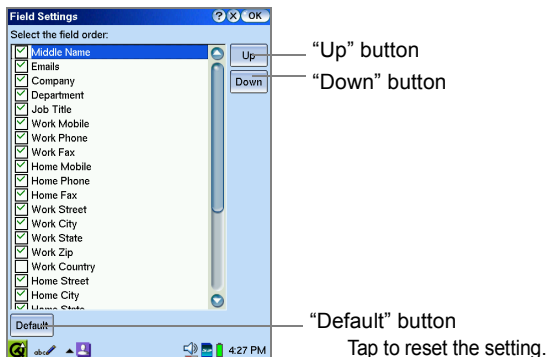 Field Settings ? X OK
Select the field order:
Middle Name
Emails
Company
Department
Job Title
Work Mobile
Work Phone
Work Fax
Home Mobile
Home Phone
Home Fax
Work Street
Work City
Work State
Work Zip
Work Country
Home Street
Home City
Home State
Up
Down
Default
abc 4:27 PM
“Up” button
“Down” button
“Default” button
Tap to reset the setting.